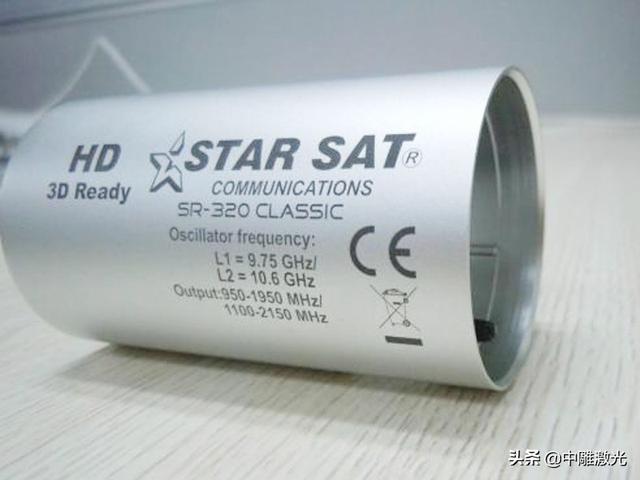 HD
3D Ready
STAR SAT®
COMMUNICATIONS
SR-320 CLASSIC
Oscillator frequency:
L1 = 9.75 GHz/
L2 = 10.6 GHz
Output:950-1950 MHz/
1100-2150 MHz
CE
头条 @中雕激光